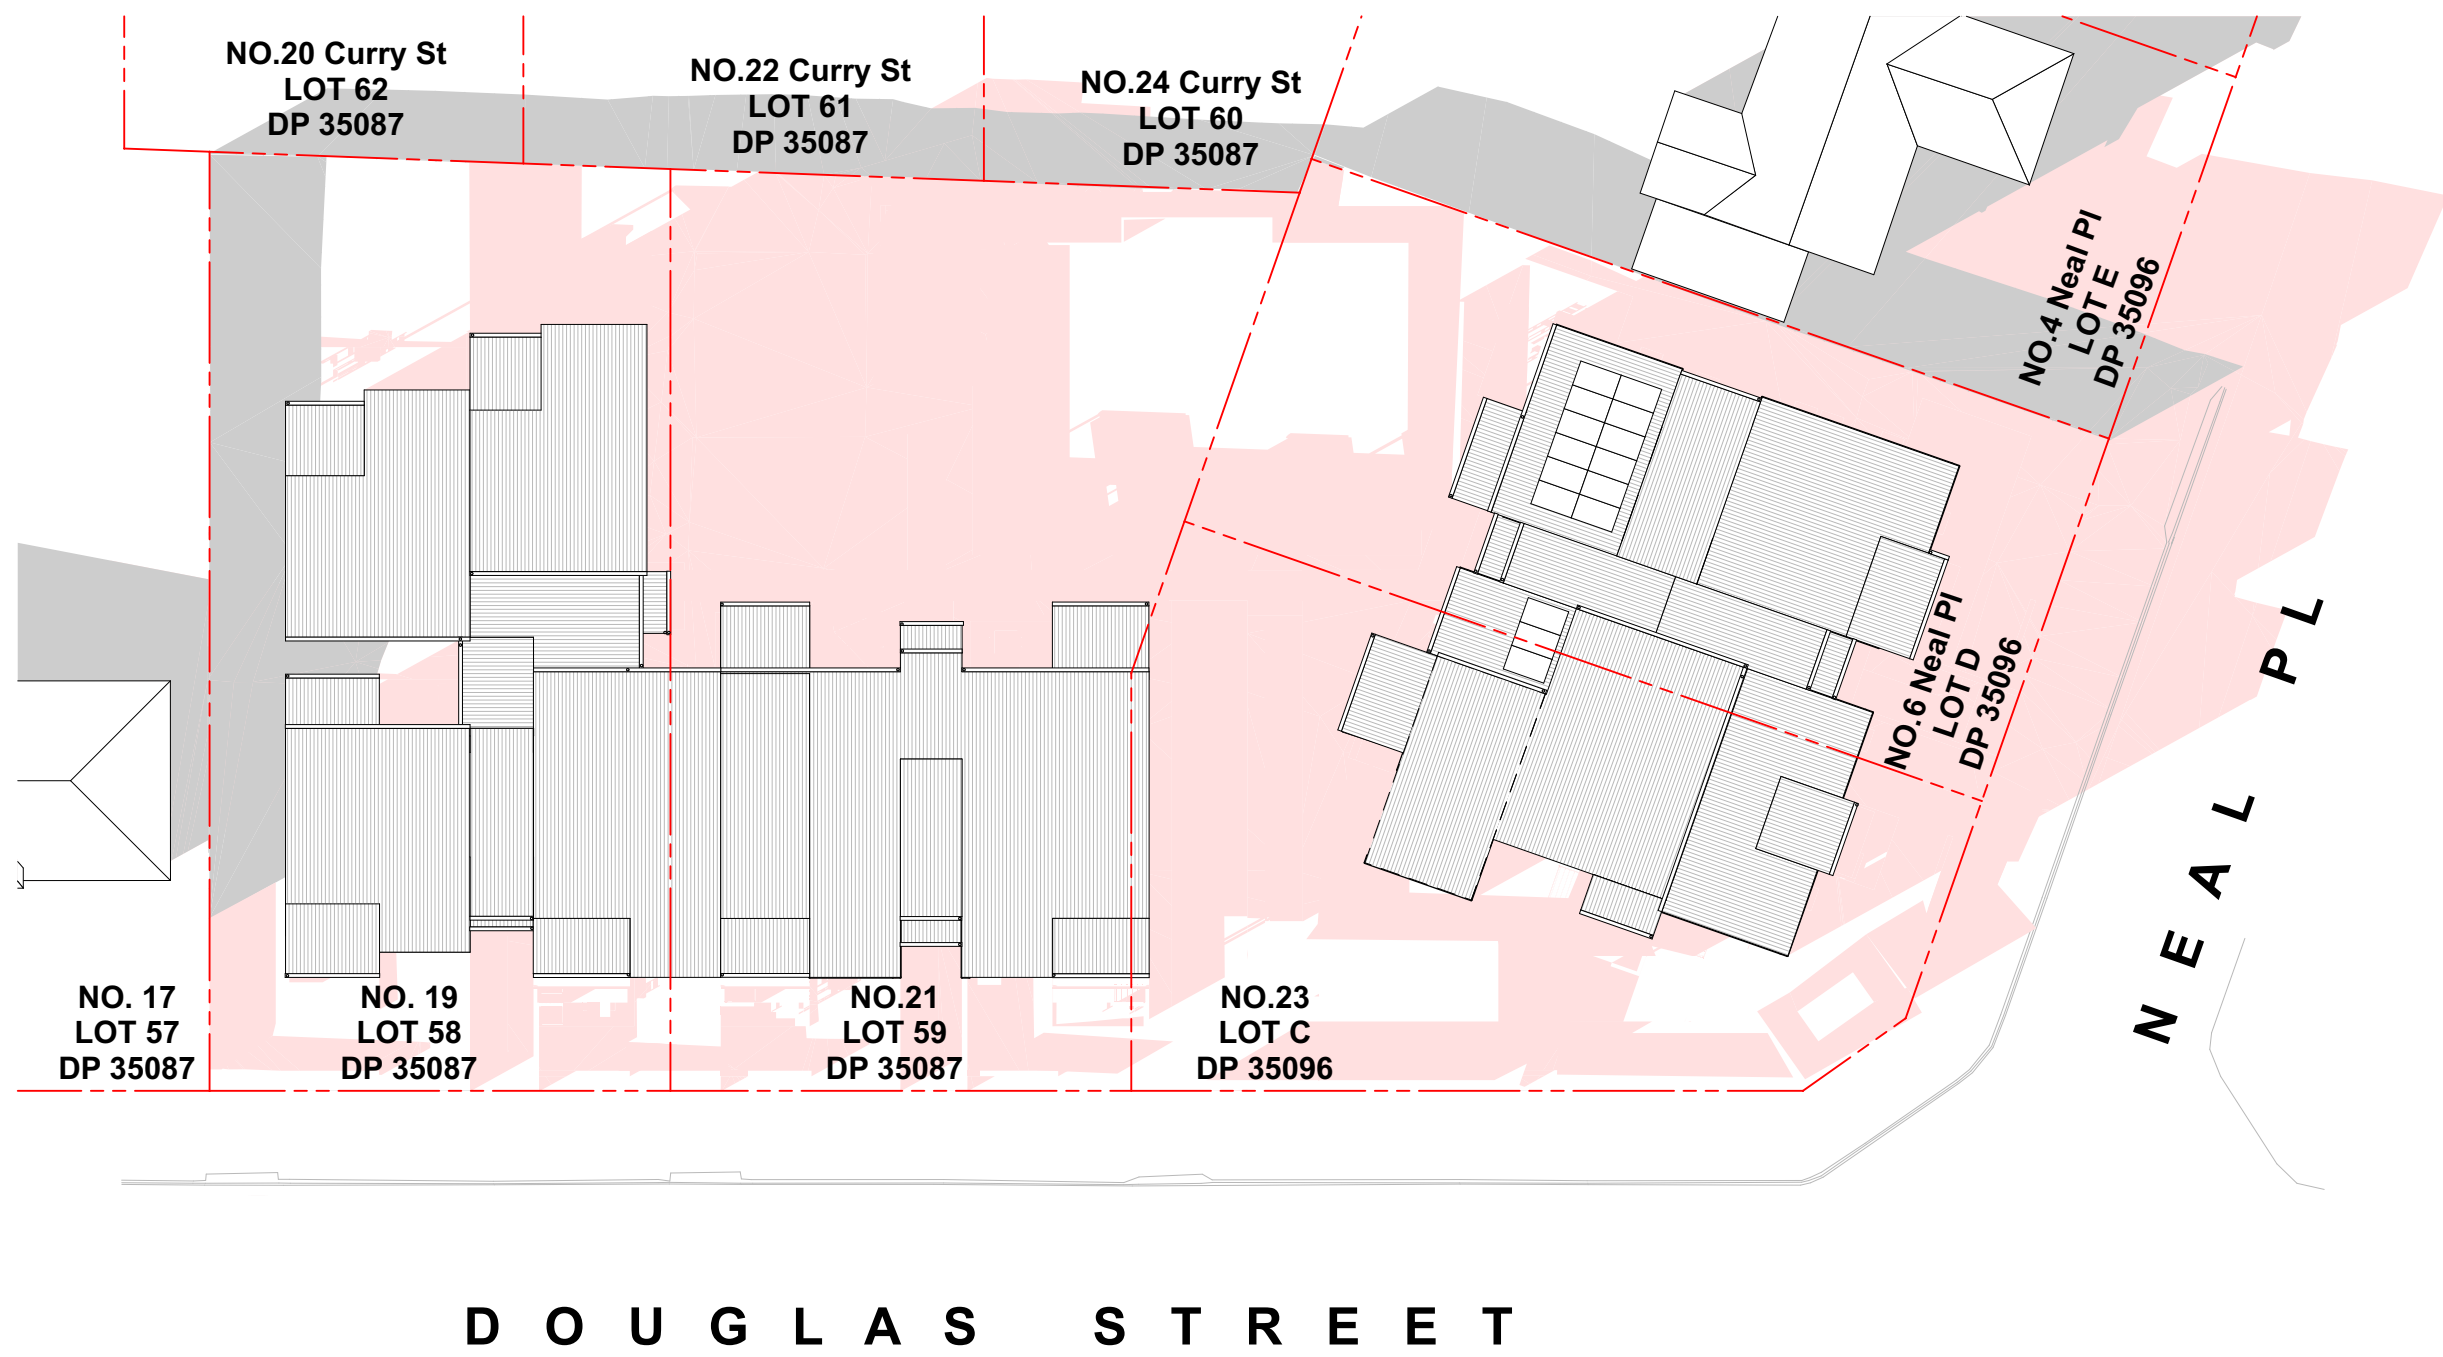 NO.20 Curry St
LOT 62
DP 35087
NO.22 Curry St
LOT 61
DP 35087
NO.24 Curry St
LOT 60
DP 35087
NO.4 Neal Pl
LOT E
DP 35096
NO.6 Neal Pl
LOT D
DP 35096
NEAL PL
NO. 17
LOT 57
DP 35087
NO. 19
LOT 58
DP 35087
NO.21
LOT 59
DP 35087
NO.23
LOT C
DP 35096
DOUGLAS STREET